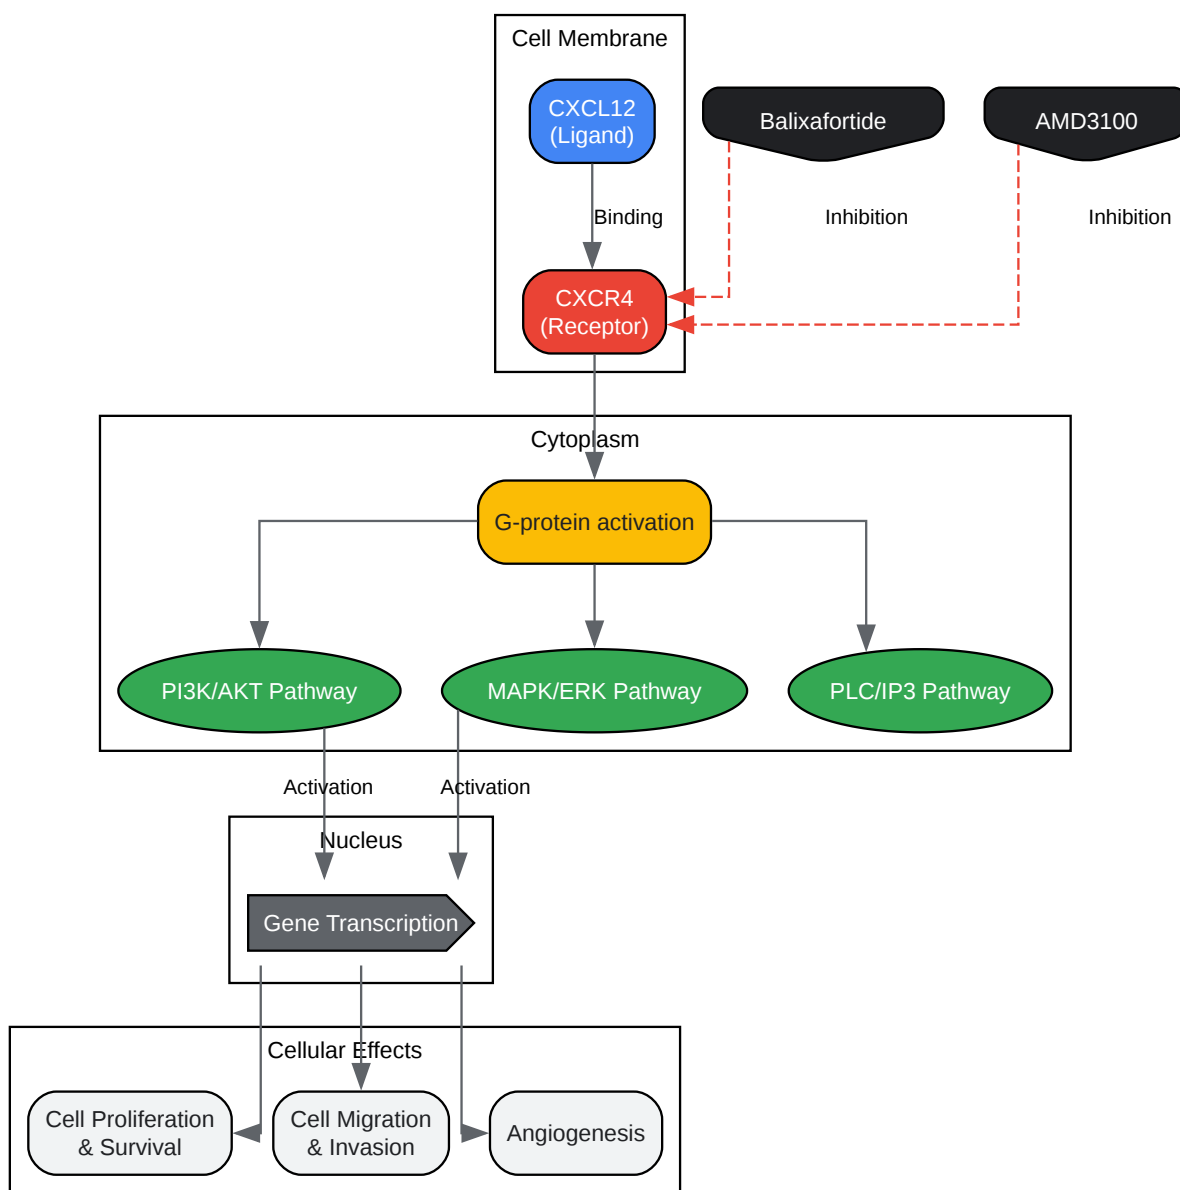 Cell Membrane
CXCL12
(Ligand)
Balixafortide
AMD3100
Binding
Inhibition
Inhibition
CXCR4
(Receptor)
Cytoplasm
G-protein activation
PI3K/AKT Pathway
MAPK/ERK Pathway
PLC/IP3 Pathway
Activation
Activation
Nucleus
Gene Transcription
Cellular Effects
Cell Proliferation
& Survival
Cell Migration
& Invasion
Angiogenesis